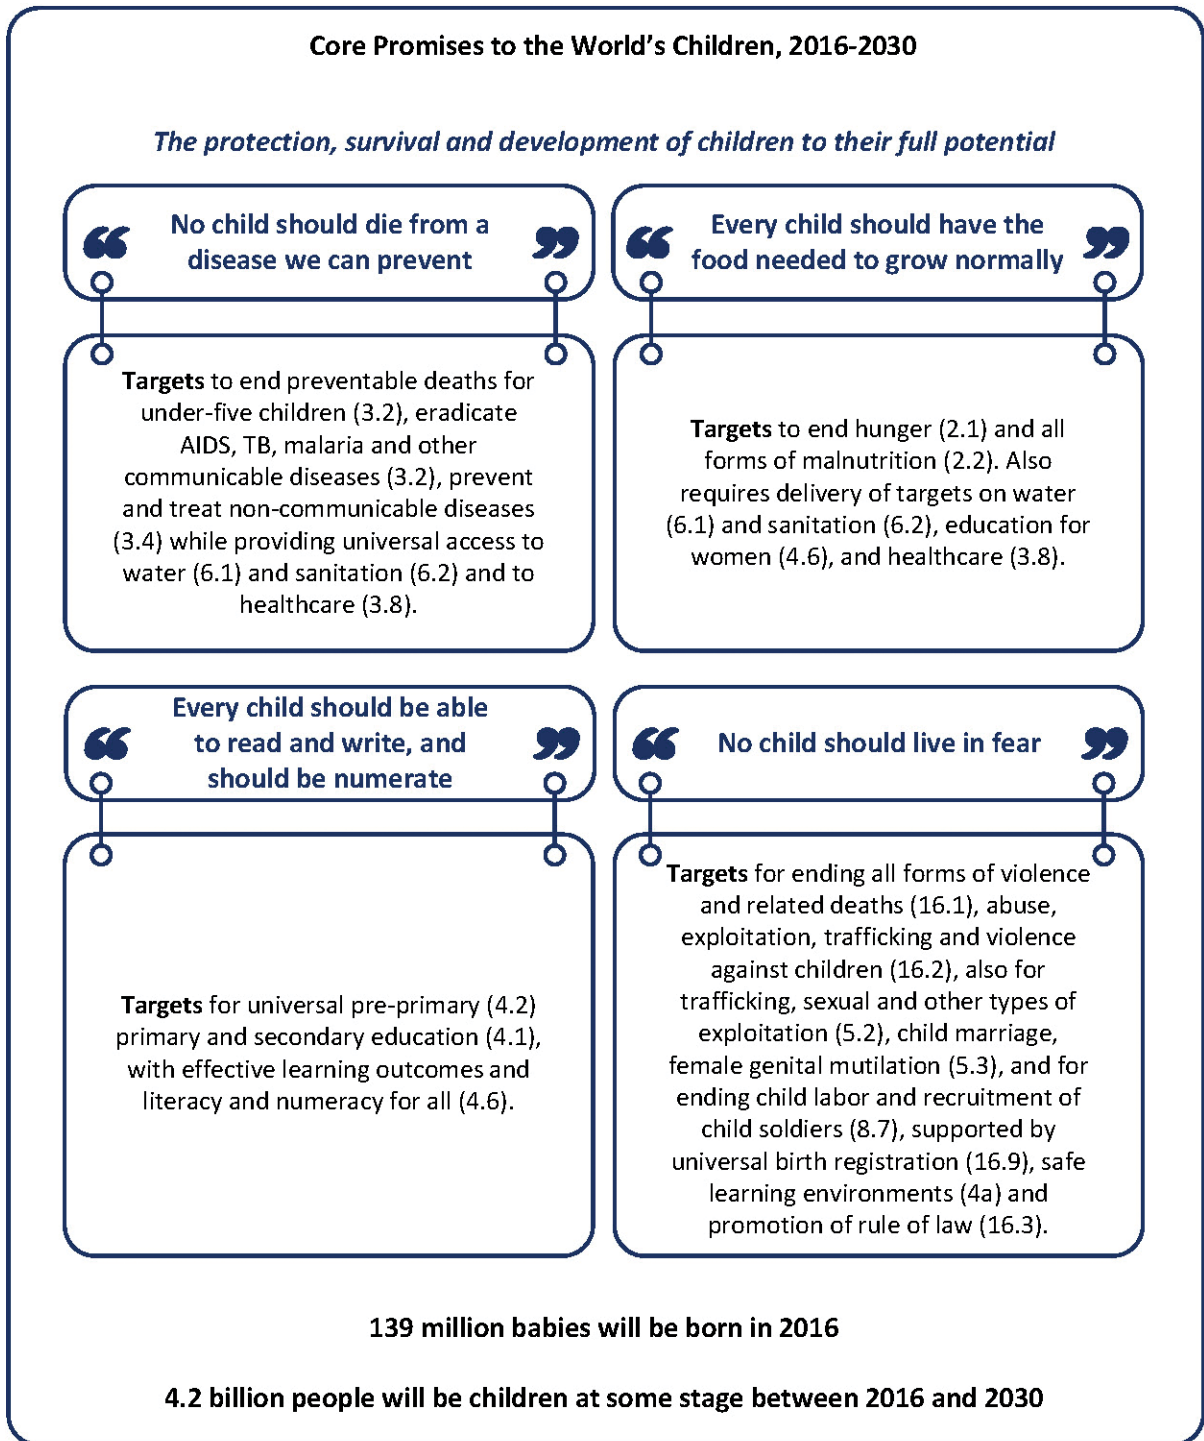 Core Promises to the World's Children, 2016-2030
The protection, survival and development of children to their full potential
“ No child should die from a
disease we can prevent ”
“ Every child should have the
food needed to grow normally ”
Targets to end preventable deaths for
under-five children (3.2), eradicate
AIDS, TB, malaria and other
communicable diseases (3.2), prevent
and treat non-communicable diseases
(3.4) while providing universal access to
water (6.1) and sanitation (6.2) and to
healthcare (3.8).
Targets to end hunger (2.1) and all
forms of malnutrition (2.2). Also
requires delivery of targets on water
(6.1) and sanitation (6.2), education for
women (4.6), and healthcare (3.8).
“ Every child should be able
to read and write, and
should be numerate ”
“ No child should live in fear ”
Targets for universal pre-primary (4.2)
primary and secondary education (4.1),
with effective learning outcomes and
literacy and numeracy for all (4.6).
Targets for ending all forms of violence
and related deaths (16.1), abuse,
exploitation, trafficking and violence
against children (16.2), also for
trafficking, sexual and other types of
exploitation (5.2), child marriage,
female genital mutilation (5.3), and for
ending child labor and recruitment of
child soldiers (8.7), supported by
universal birth registration (16.9), safe
learning environments (4a) and
promotion of rule of law (16.3).
139 million babies will be born in 2016
4.2 billion people will be children at some stage between 2016 and 2030